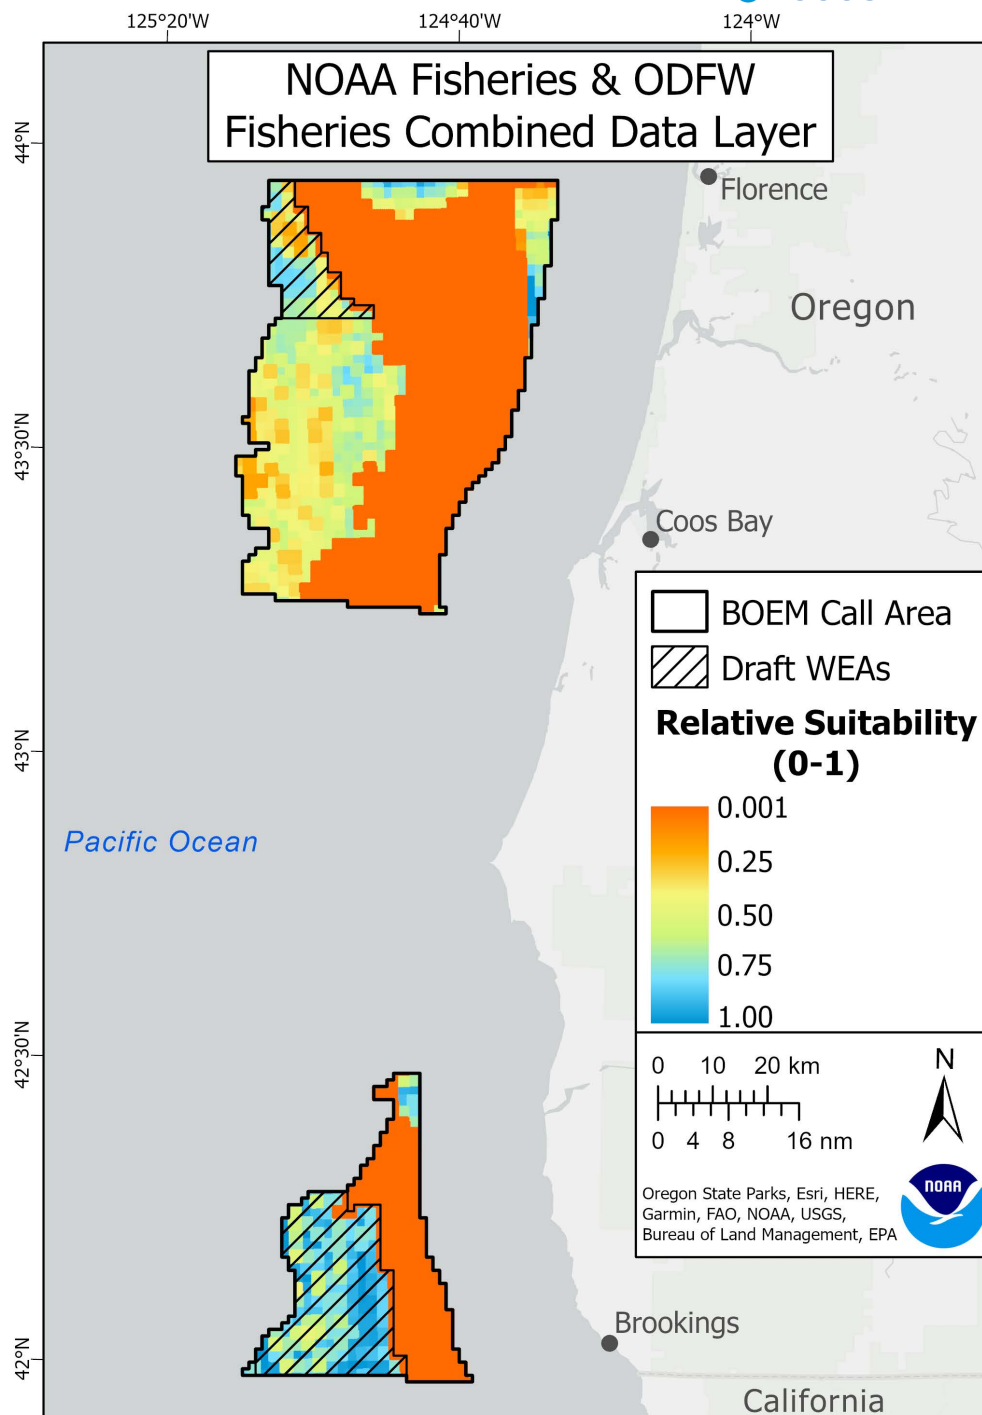 125°20'W 124°40'W 124°W
NOAA Fisheries & ODFW
Fisheries Combined Data Layer
44°N
Florence
Oregon
43°30'N
Coos Bay
BOEM Call Area
Draft WEAs
Relative Suitability
(0-1)
0.001
0.25
0.50
0.75
1.00
43°N
Pacific Ocean
42°30'N
0 10 20 km
0 4 8 16 nm
N
Oregon State Parks, Esri, HERE,
Garmin, FAO, NOAA, USGS,
Bureau of Land Management, EPA
NOAA
Brookings
42°N
California